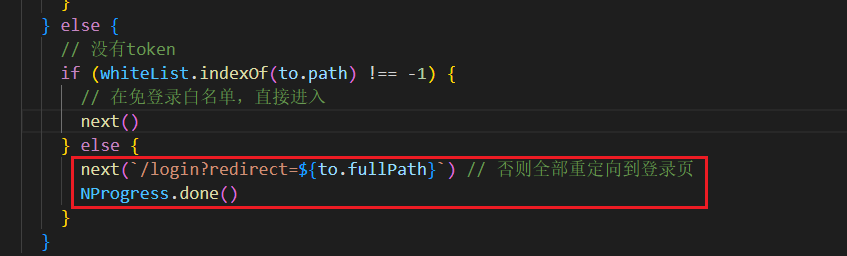 }
} else {
// 没有token
if (whiteList.indexOf(to.path) !== -1) {
// 在免登录白名单，直接进入
next()
} else {
next(`/login?redirect=${to.fullPath}`) // 否则全部重定向到登录页
NProgress.done()
}
}